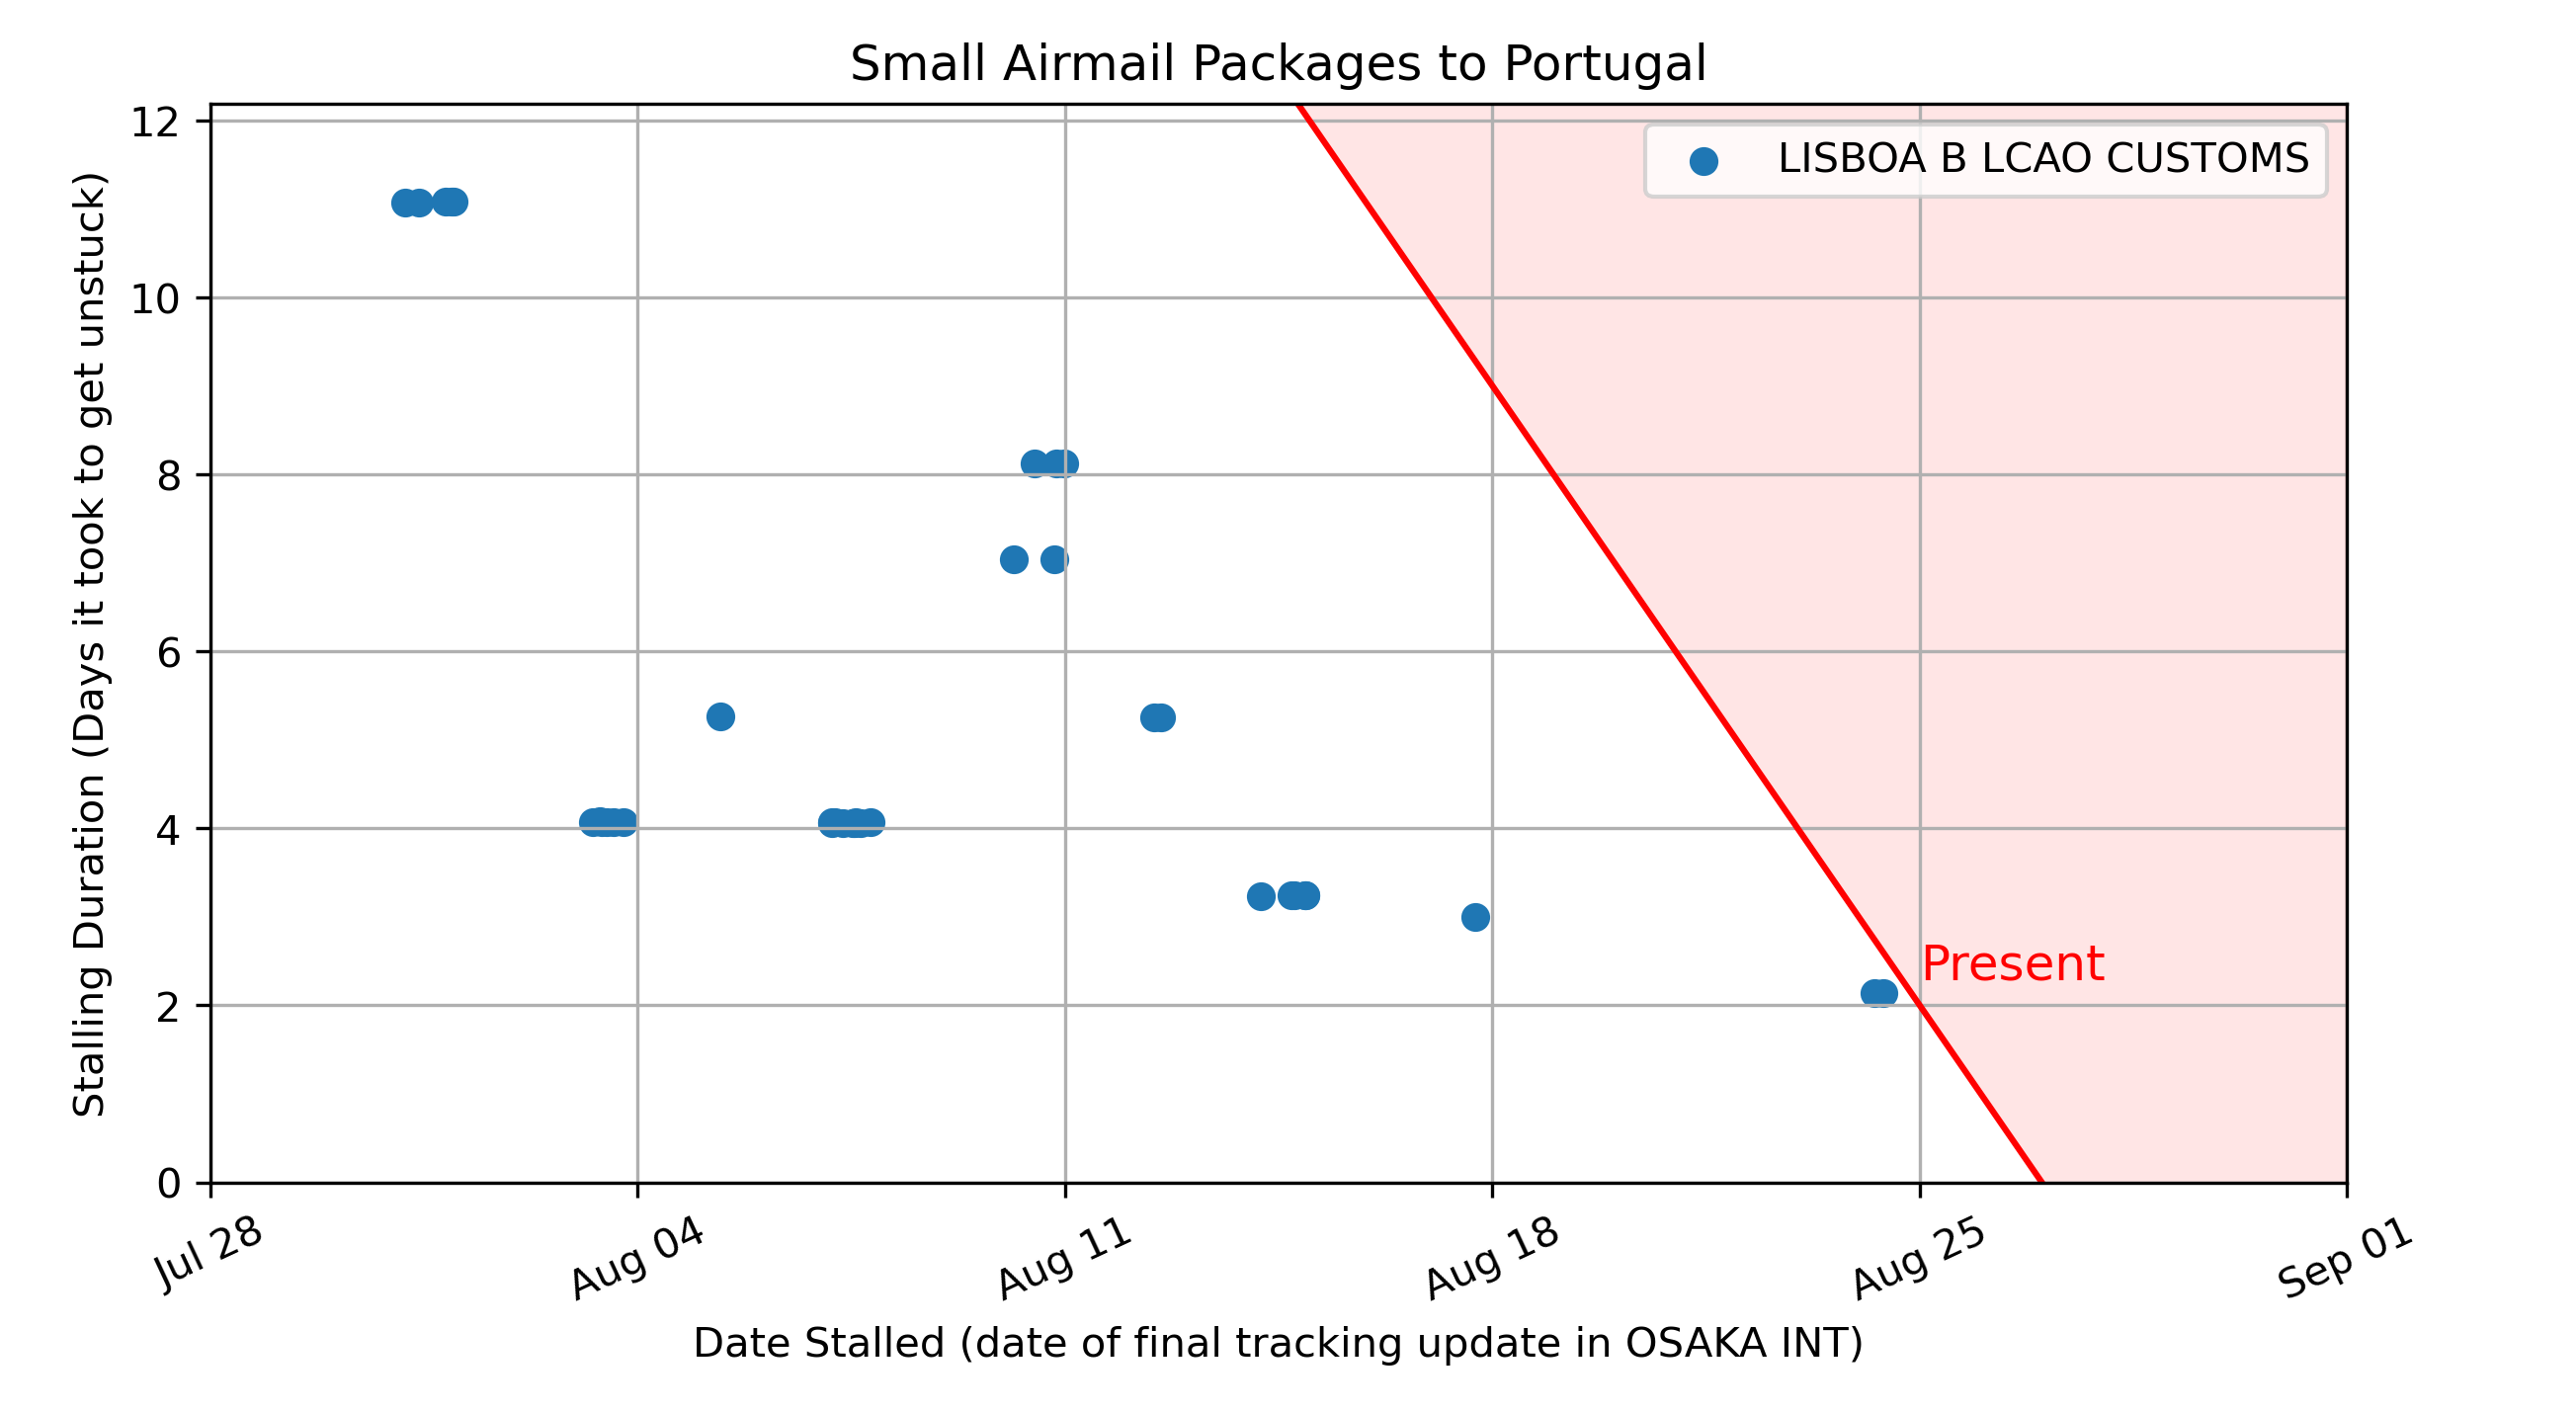 Small Airmail Packages to Portugal
12
10
8
6
4
2
0
Stalling Duration (Days it took to get unstuck)
LISBOA B LCAO CUSTOMS
Present
Jul 28
Aug 04
Aug 11
Aug 18
Aug 25
Sep 01
Date Stalled (date of final tracking update in OSAKA INT)